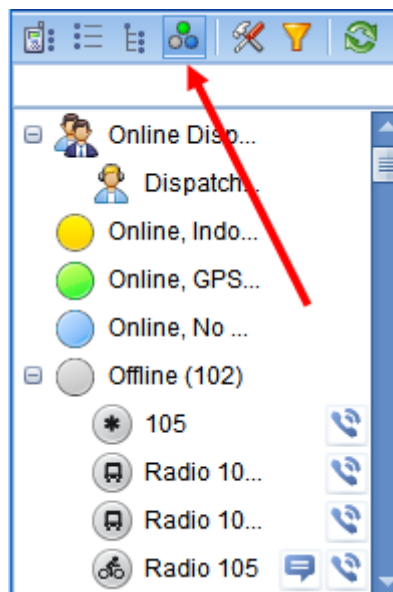 Online Disp...
Dispatch...
Online, Indo...
Online, GPS...
Online, No ...
Offline (102)
105
Radio 10...
Radio 10...
Radio 105